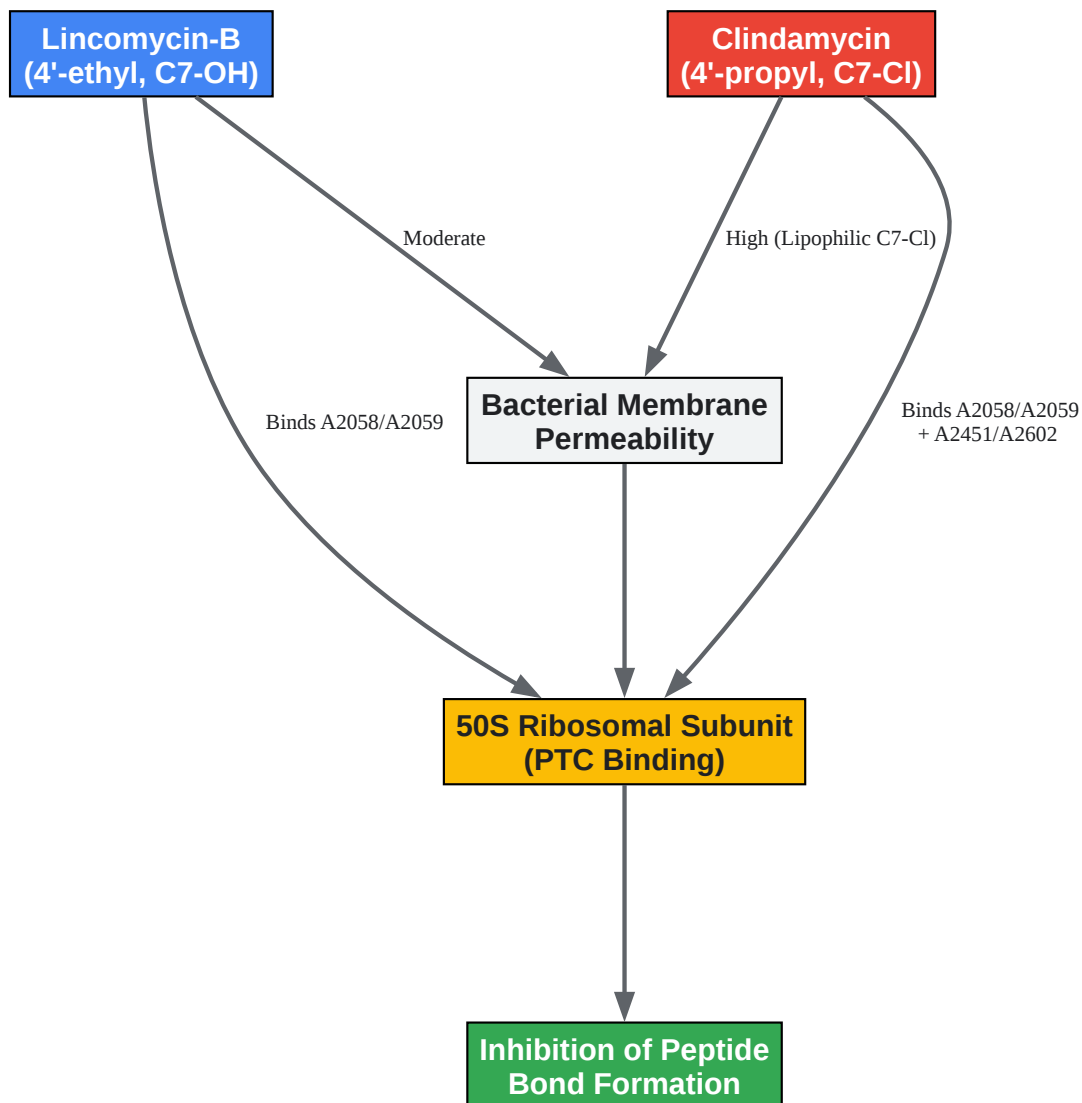 Lincomycin-B
(4'-ethyl, C7-OH)
Clindamycin
(4'-propyl, C7-Cl)
Moderate
High (Lipophilic C7-Cl)
Binds A2058/A2059
Binds A2058/A2059
+ A2451/A2602
Bacterial Membrane
Permeability
50S Ribosomal Subunit
(PTC Binding)
Inhibition of Peptide
Bond Formation